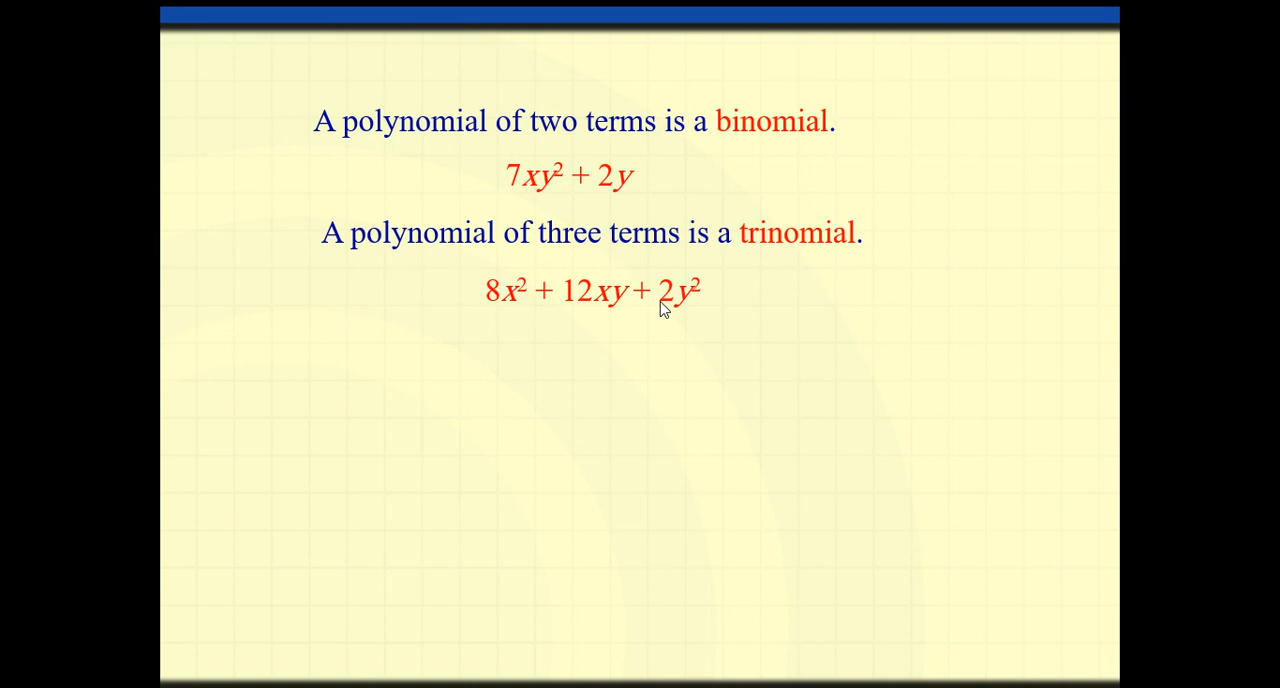 A polynomial of two terms is a binomial.
7xy² + 2y
A polynomial of three terms is a trinomial.
8x² + 12xy + 2y²